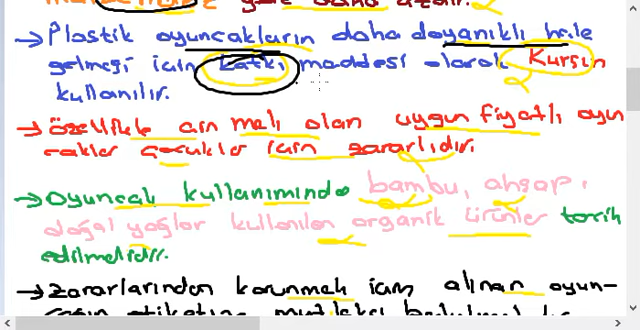 → Plastik oyuncakların daha dayanıklı hale
gelmesi için katkı maddesi olarak Kurşun
kullanılır.
→ özellikle çin malı olan uygun fiyatlı oyun
caklar çocuklar için zararlıdır.
→ Oyuncak kullanımında bambu, ahşap,
doğal yağlar kullanılan organik ürünler tercih
edilmelidir.
→ zararlarından korunmak için alınan oyun-